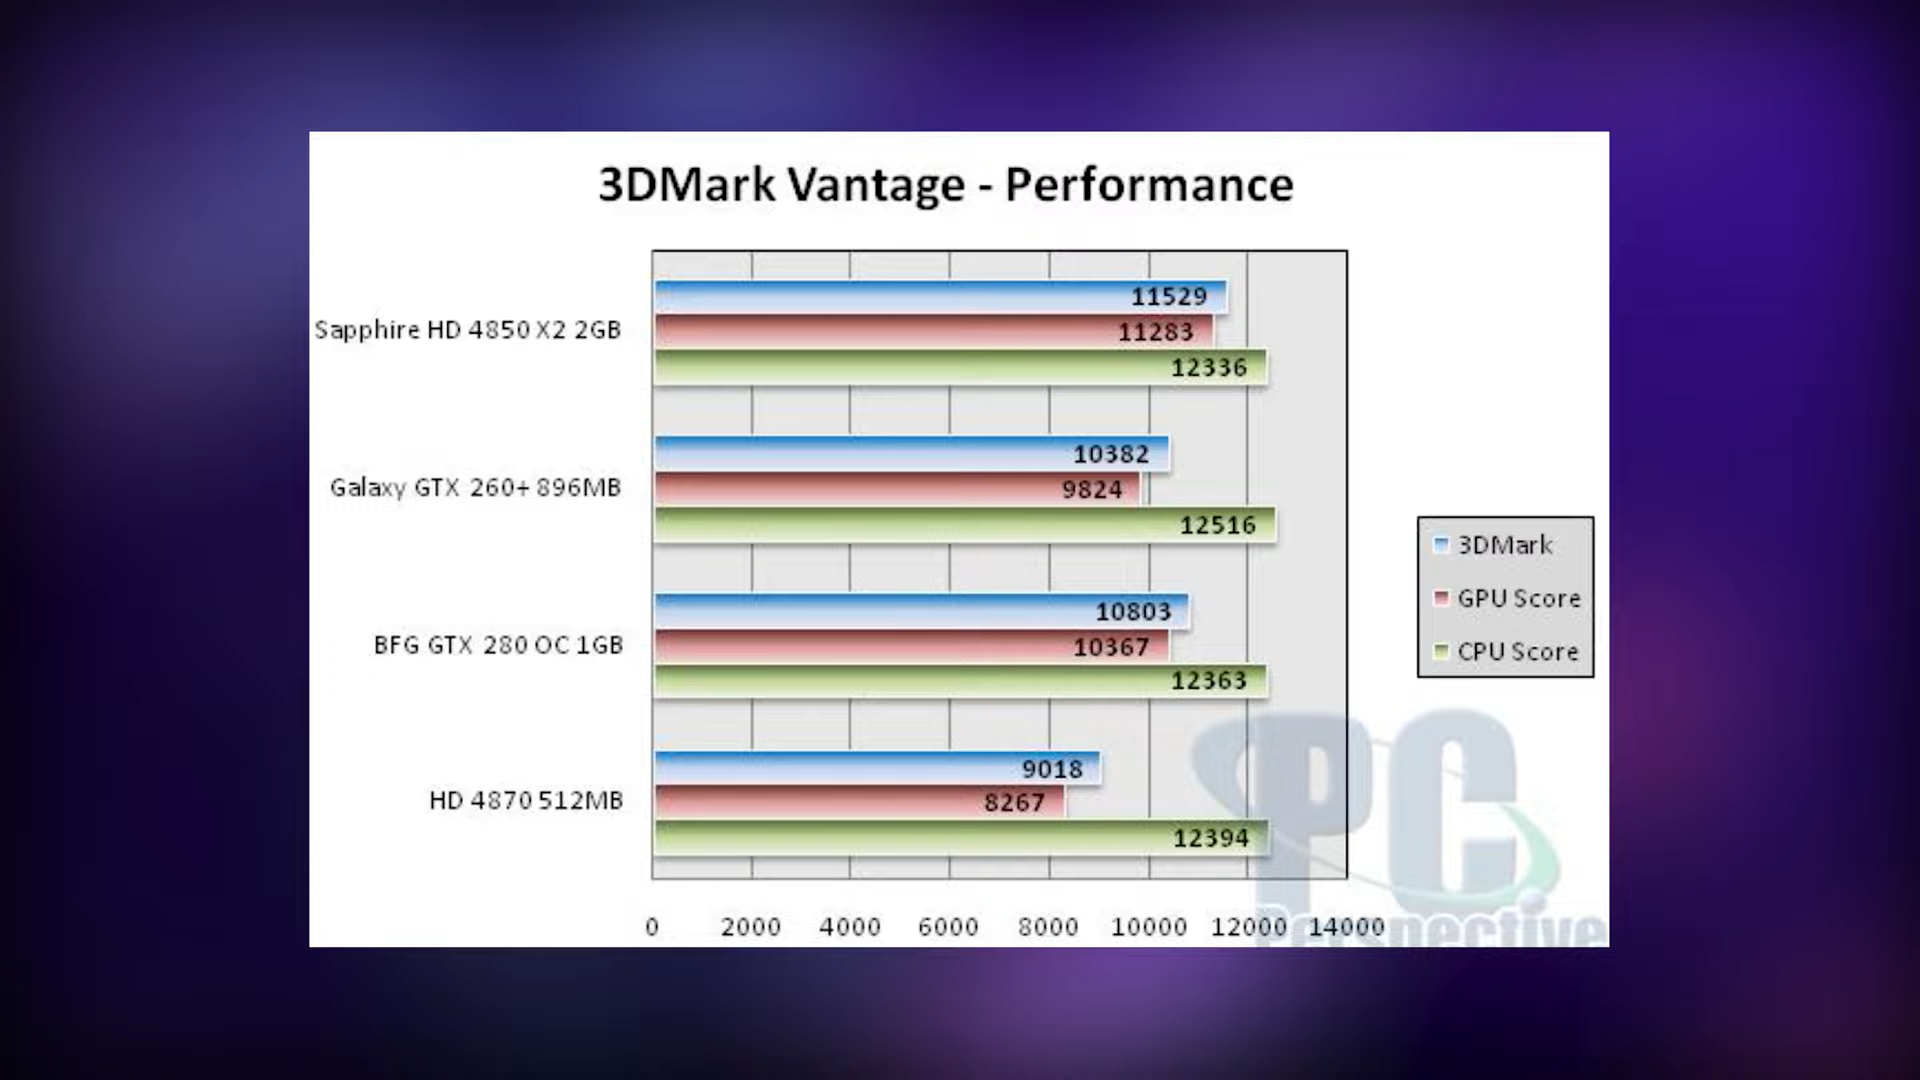 3DMark Vantage - Performance
Sapphire HD 4850 X2 2GB
11529
11283
12336
Galaxy GTX 260+ 896MB
10382
9824
12516
BFG GTX 280 OC 1GB
10803
10367
12363
HD 4870 512MB
9018
8267
12394
3DMark
GPU Score
CPU Score
0 2000 4000 6000 8000 10000 12000 14000
PC
Perspective